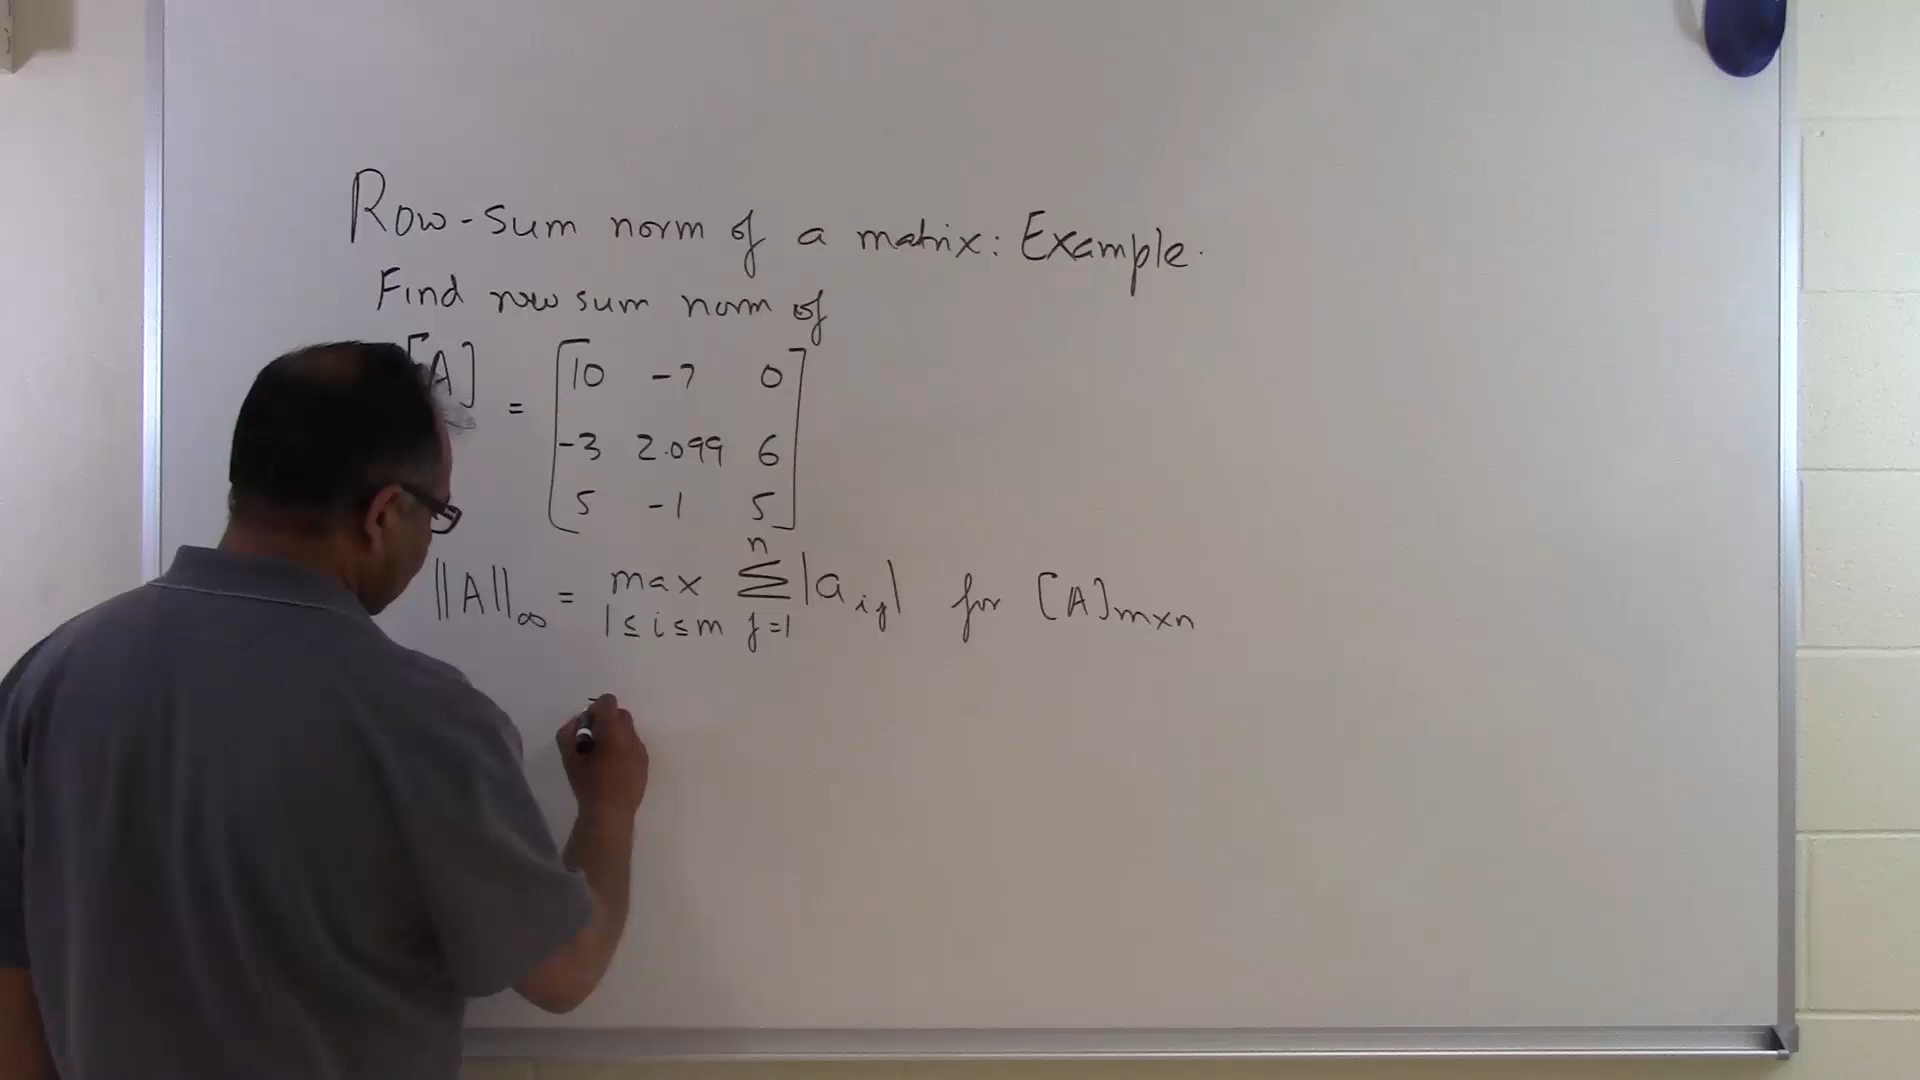 Row-sum norm of a matrix: Example.
Find row sum norm of
[A] = [10 -7 0
-3 2.099 6
5 -1 5]
||A||∞ = max 1≤i≤m n Σ j=1 |a ij| for [A]m×n